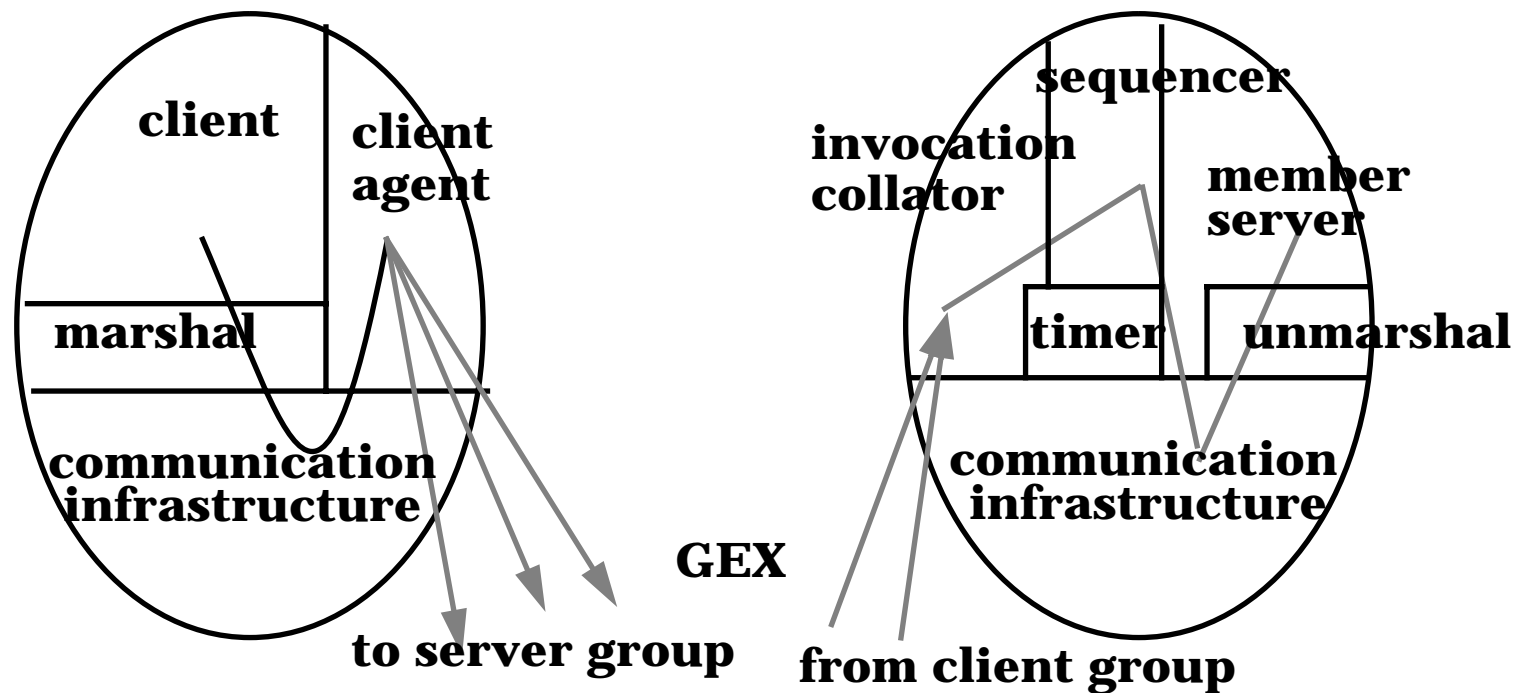 client
client
agent
marshal
communication
infrastructure
to server group
GEX
sequencer
invocation
collator
member
server
timer
unmarshal
communication
infrastructure
from client group